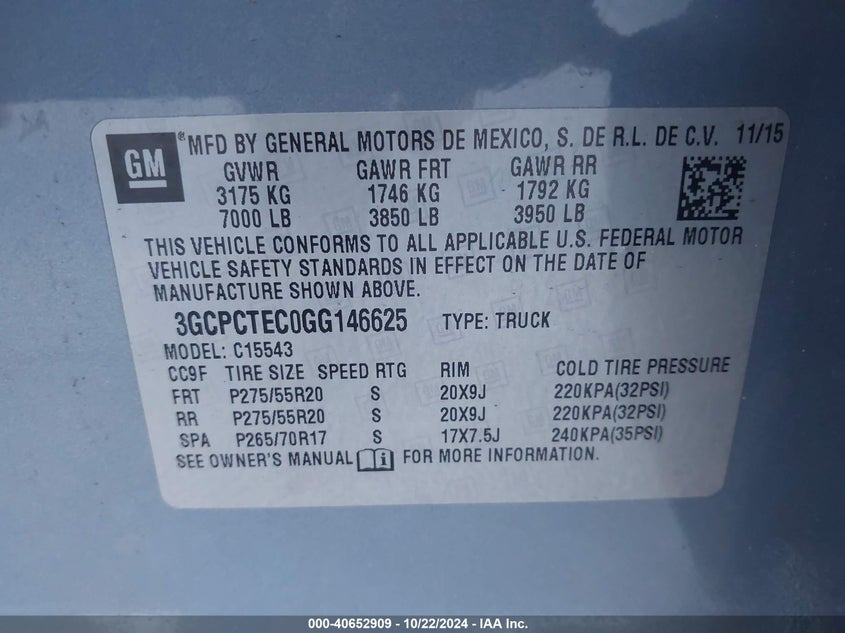 GM ® MFD BY GENERAL MOTORS DE MEXICO, S. DE R.L. DE C.V. 11/15
GVWR GAWR FRT GAWR RR
3175 KG 1746 KG 1792 KG
7000 LB 3850 LB 3950 LB
THIS VEHICLE CONFORMS TO ALL APPLICABLE U.S. FEDERAL MOTOR
VEHICLE SAFETY STANDARDS IN EFFECT ON THE DATE OF
MANUFACTURE SHOWN ABOVE.
3GCPCTEC0GG146625 TYPE: TRUCK
MODEL: C15543
CC9F TIRE SIZE SPEED RTG RIM COLD TIRE PRESSURE
FRT P275/55R20 S 20X9J 220KPA(32PSI)
RR P275/55R20 S 20X9J 220KPA(32PSI)
SPA P265/70R17 S 17X7.5J 240KPA(35PSI)
SEE OWNER'S MANUAL i FOR MORE INFORMATION.
000-40652909 - 10/22/2024 - IAA Inc.